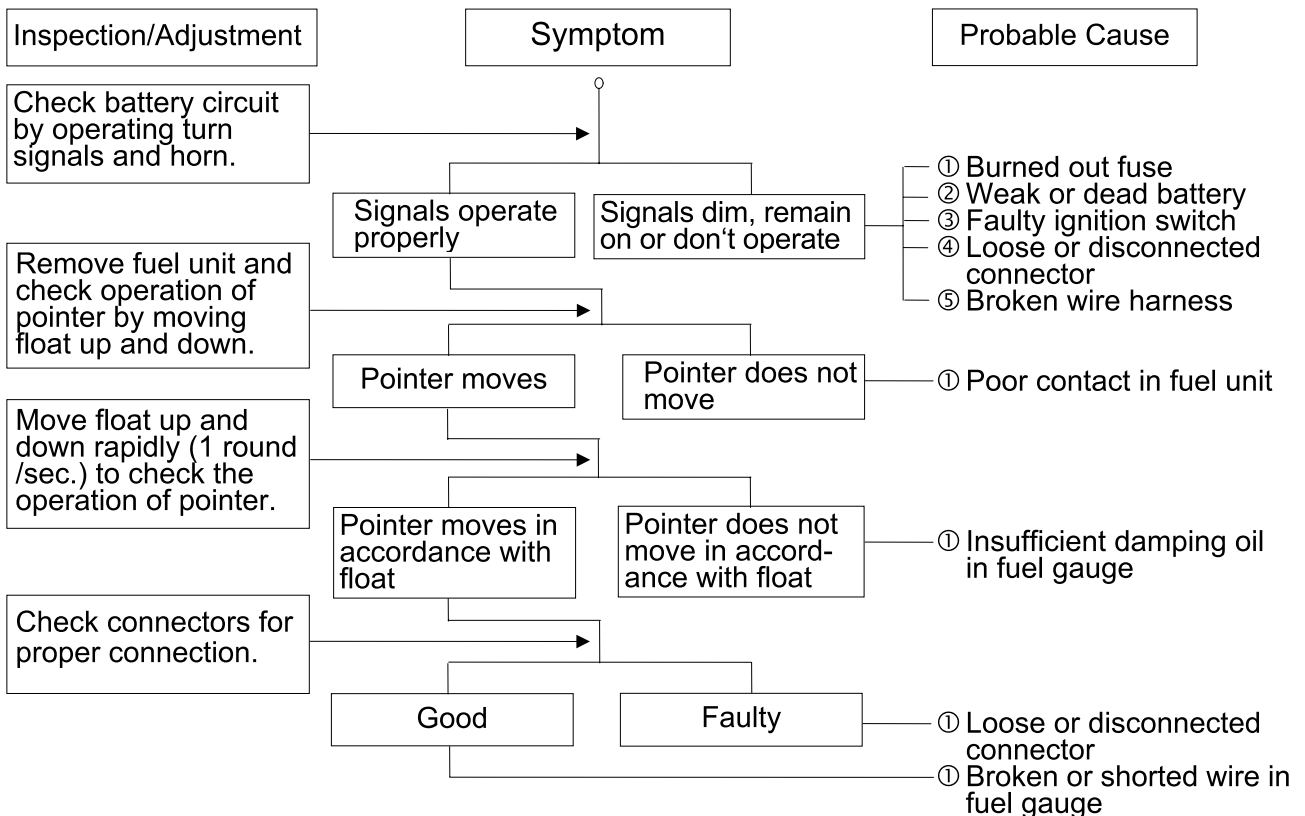 Inspection/Adjustment
Symptom
Probable Cause
Check battery circuit
by operating turn
signals and horn.
Signals operate
properly
Signals dim, remain
on or don't operate
① Burned out fuse
② Weak or dead battery
③ Faulty ignition switch
④ Loose or disconnected
connector
⑤ Broken wire harness
Remove fuel unit and
check operation of
pointer by moving
float up and down.
Pointer moves
Pointer does not
move
① Poor contact in fuel unit
Move float up and
down rapidly (1 round
/sec.) to check the
operation of pointer.
Pointer moves in
accordance with
float
Pointer does not
move in accord-
ance with float
① Insufficient damping oil
in fuel gauge
Check connectors for
proper connection.
Good
Faulty
① Loose or disconnected
connector
① Broken or shorted wire in
fuel gauge